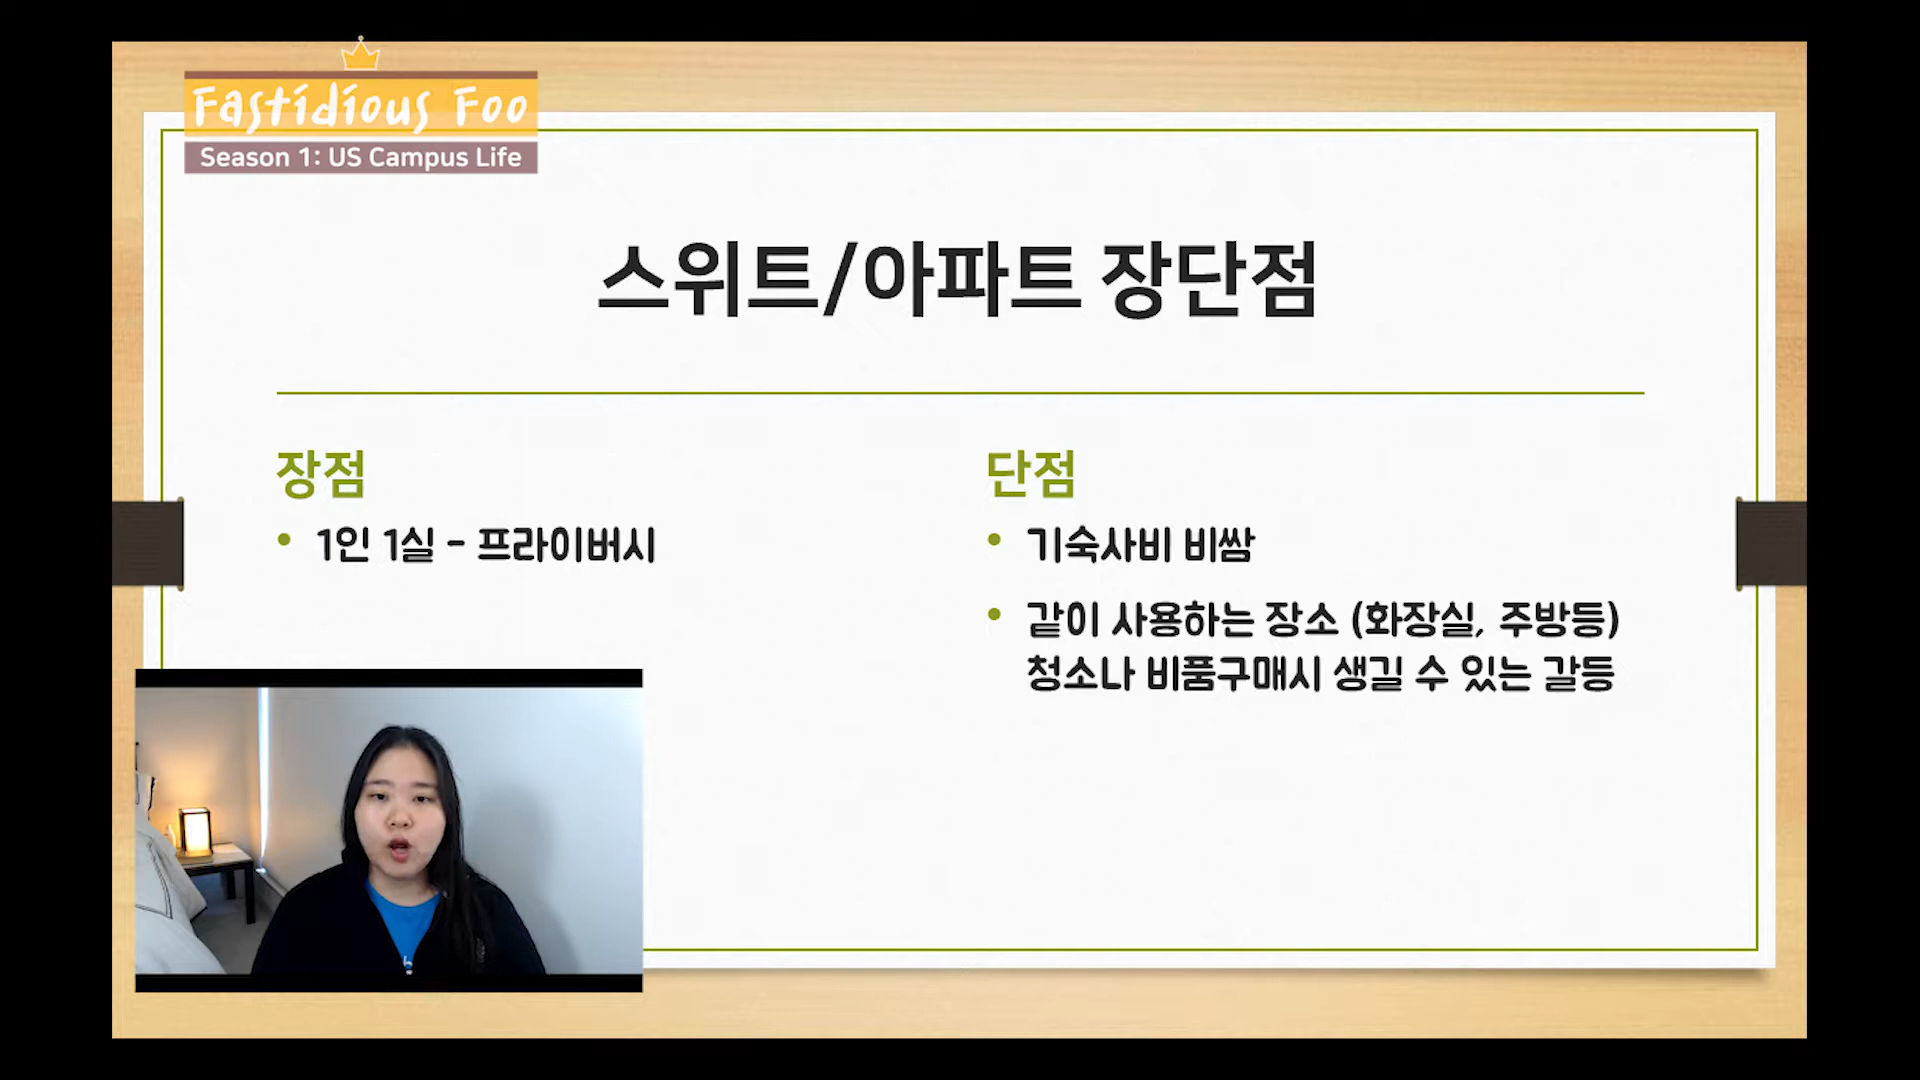 Fastidious Foo
Season 1: US Campus Life
스위트/아파트 장단점
장점
• 1인 1실 - 프라이버시
단점
• 기숙사비 비쌈
• 같이 사용하는 장소 (화장실, 주방등)
청소나 비품구매시 생길 수 있는 갈등